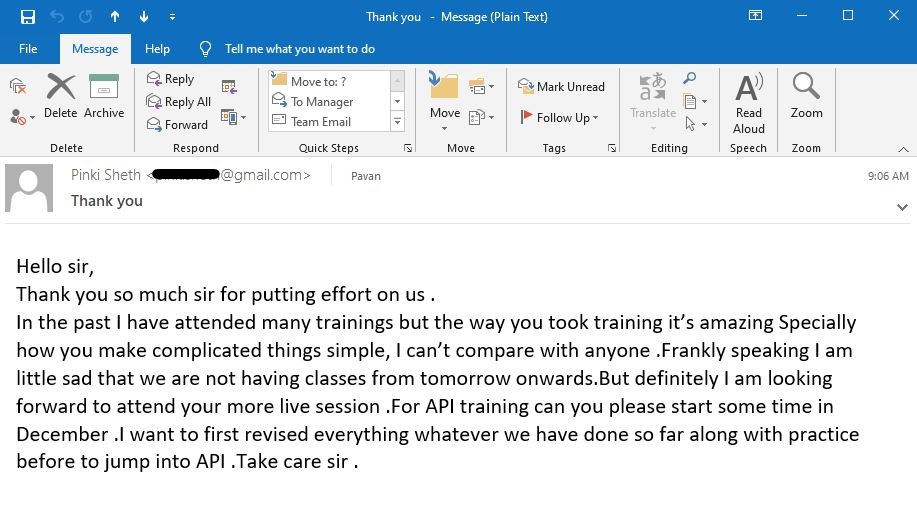 Thank you - Message (Plain Text)
File Message Help Tell me what you want to do
Delete Archive
Reply
Reply All
Forward
Move to: ?
To Manager
Team Email
Move
Mark Unread
Follow Up
Translate
Read Aloud
Zoom
Delete Respond Quick Steps Move Tags Editing Speech Zoom
Pinki Sheth < @gmail.com> Pavan 9:06 AM
Thank you
Hello sir,
Thank you so much sir for putting effort on us .
In the past I have attended many trainings but the way you took training it’s amazing Specially
how you make complicated things simple, I can’t compare with anyone .Frankly speaking I am
little sad that we are not having classes from tomorrow onwards.But definitely I am looking
forward to attend your more live session .For API training can you please start some time in
December .I want to first revised everything whatever we have done so far along with practice
before to jump into API .Take care sir .